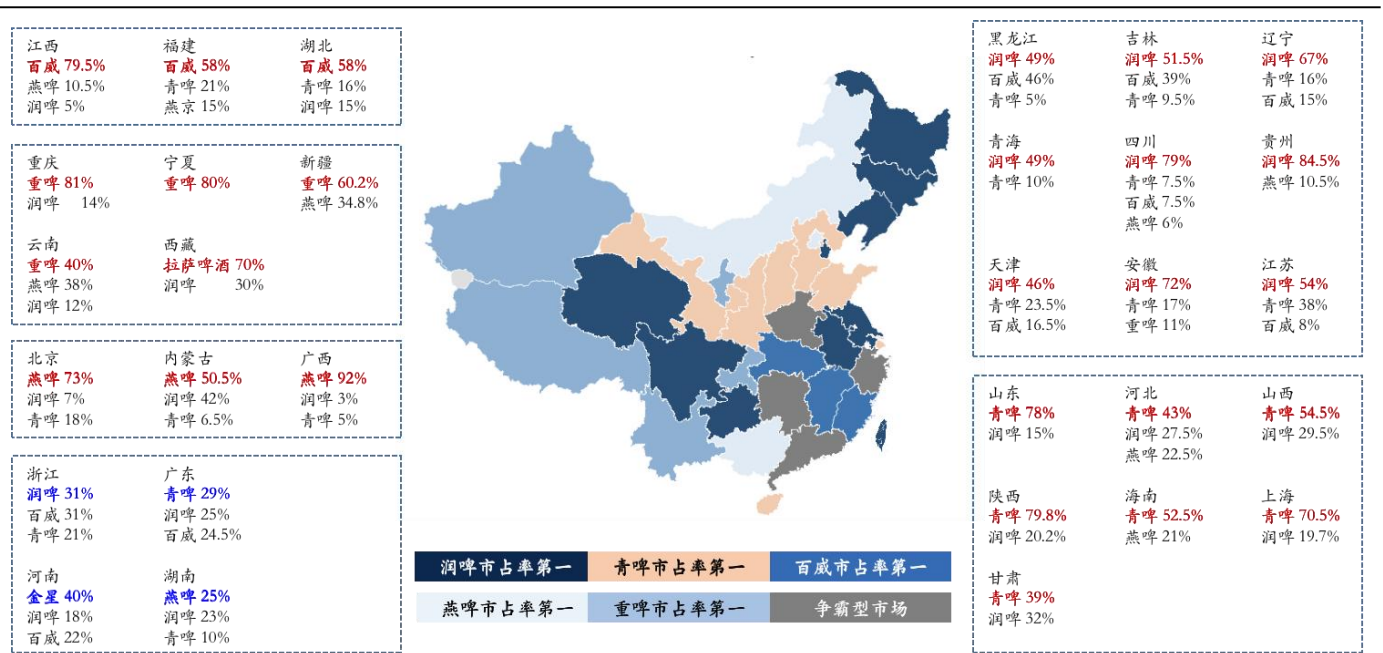 江西 福建 湖北
百威 79.5% 百威 58% 百威 58%
燕啤 10.5% 青啤 21% 青啤 16%
润啤 5% 燕京 15% 润啤 15%
重庆 宁夏 新疆
重啤 81% 重啤 80% 重啤 60.2%
润啤 14% 燕啤 34.8%
云南 西藏
重啤 40% 拉萨啤酒 70%
燕啤 38% 润啤 30%
润啤 12%
北京 内蒙古 广西
燕啤 73% 燕啤 50.5% 燕啤 92%
润啤 7% 润啤 42% 润啤 3%
青啤 18% 青啤 6.5% 青啤 5%
浙江 广东
润啤 31% 青啤 29%
百威 31% 润啤 25%
青啤 21% 百威 24.5%
河南 湖南
金星 40% 燕啤 25%
润啤 18% 润啤 23%
百威 22% 青啤 10%
润啤市占率第一 青啤市占率第一 百威市占率第一
燕啤市占率第一 重啤市占率第一 争霸型市场
黑龙江 吉林 辽宁
润啤 49% 润啤 51.5% 润啤 67%
百威 46% 百威 39% 青啤 16%
青啤 5% 青啤 9.5% 百威 15%
青海 四川 贵州
润啤 49% 润啤 79% 润啤 84.5%
青啤 10% 青啤 7.5% 燕啤 10.5%
百威 7.5%
燕啤 6%
天津 安徽 江苏
润啤 46% 润啤 72% 润啤 54%
青啤 23.5% 青啤 17% 青啤 38%
百威 16.5% 重啤 11% 百威 8%
山东 河北 山西
青啤 78% 青啤 43% 青啤 54.5%
润啤 15% 润啤 27.5% 润啤 29.5%
燕啤 22.5%
陕西 海南 上海
青啤 79.8% 青啤 52.5% 青啤 70.5%
润啤 20.2% 燕啤 21% 润啤 19.7%
甘肃
青啤 39%
润啤 32%